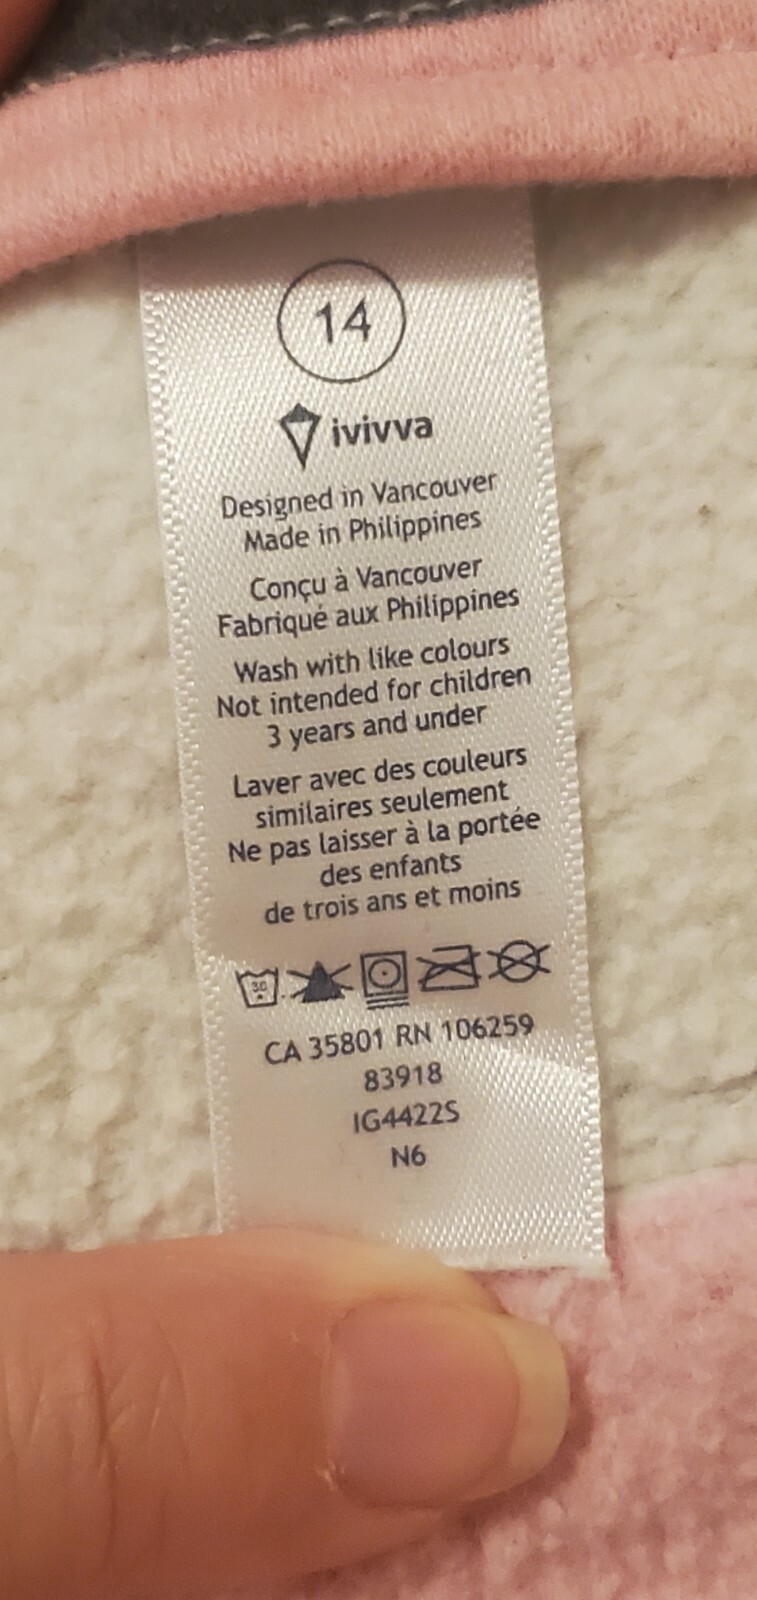 14
ivivva
Designed in Vancouver
Made in Philippines
Conçu à Vancouver
Fabriqué aux Philippines
Wash with like colours
Not intended for children
3 years and under
Laver avec des couleurs
similaires seulement
Ne pas laisser à la portée
des enfants
de trois ans et moins
30
CA 35801 RN 106259
83918
IG4422S
N6